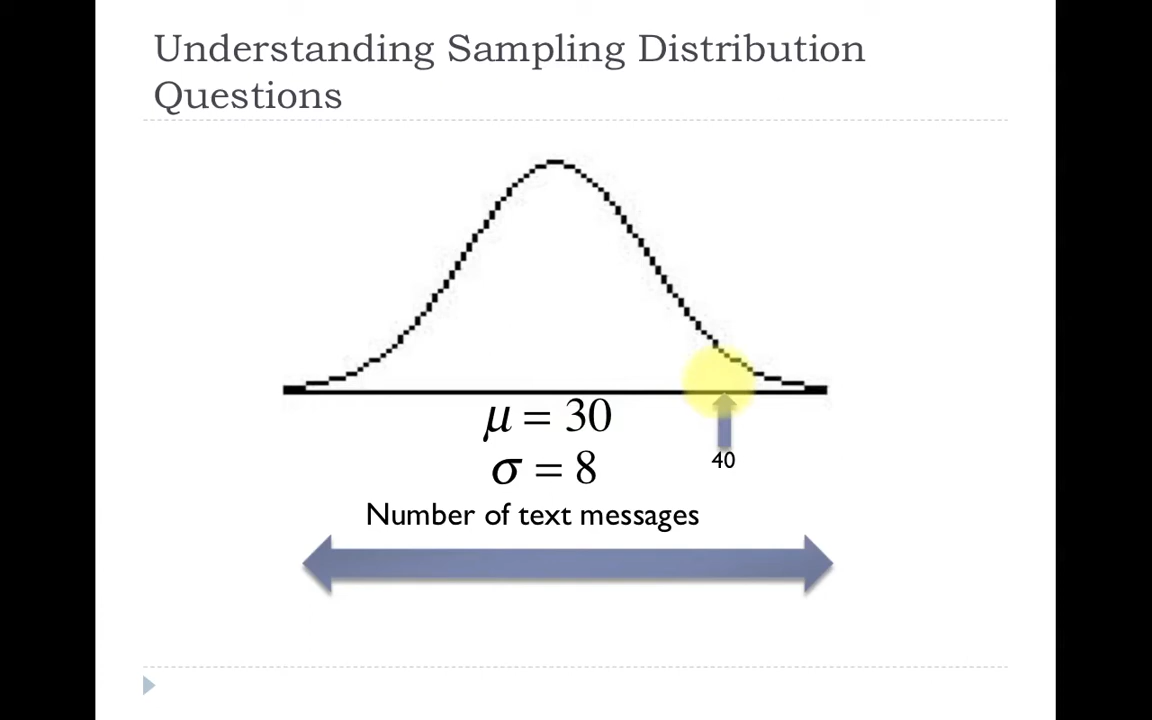 Understanding Sampling Distribution
Questions
μ = 30
σ = 8
40
Number of text messages